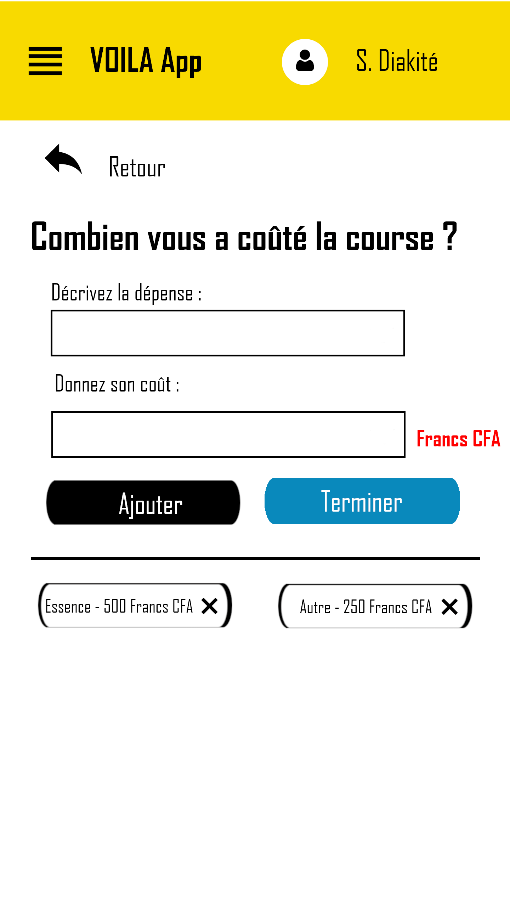 VOILA App
S. Diakité
Retour
Combien vous a coûté la course ?
Décrivez la dépense :
Donnez son coût :
Francs CFA
Ajouter
Terminer
Essence - 500 Francs CFA
Autre - 250 Francs CFA